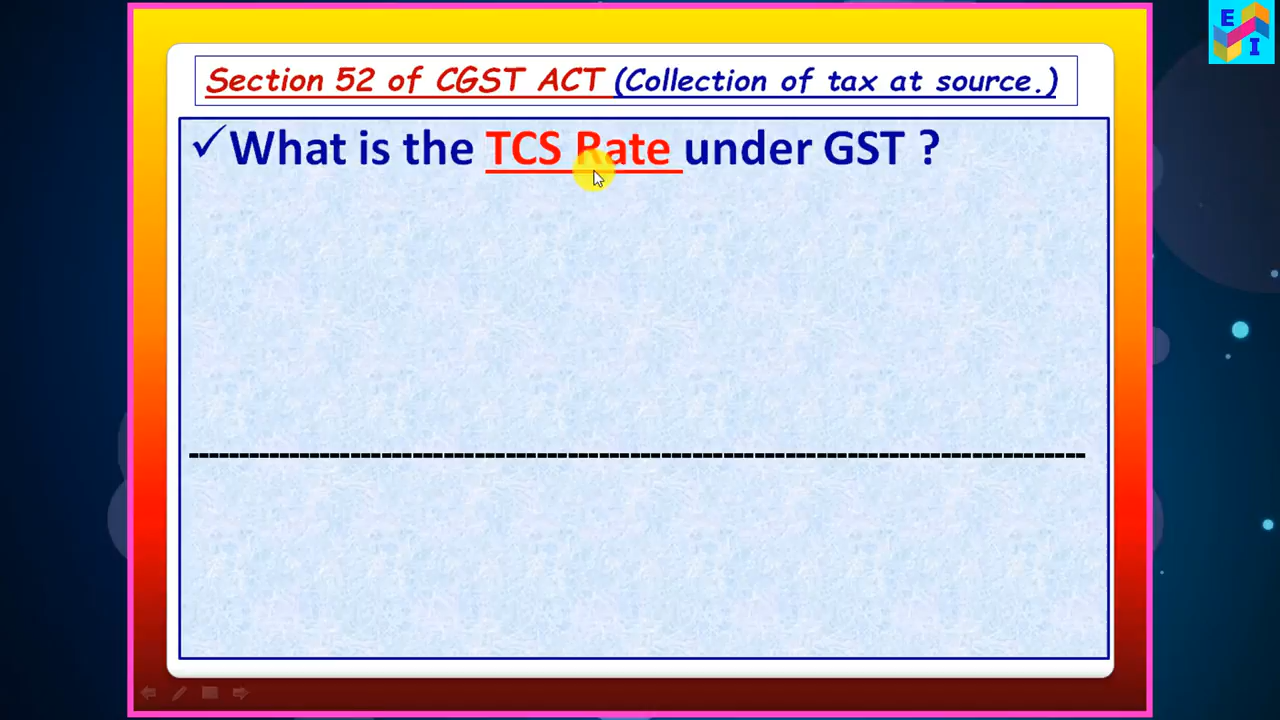 Section 52 of CGST ACT (Collection of tax at source.)
✓What is the TCS Rate under GST ?
--------------------------------------------------------------------------------------
E
I